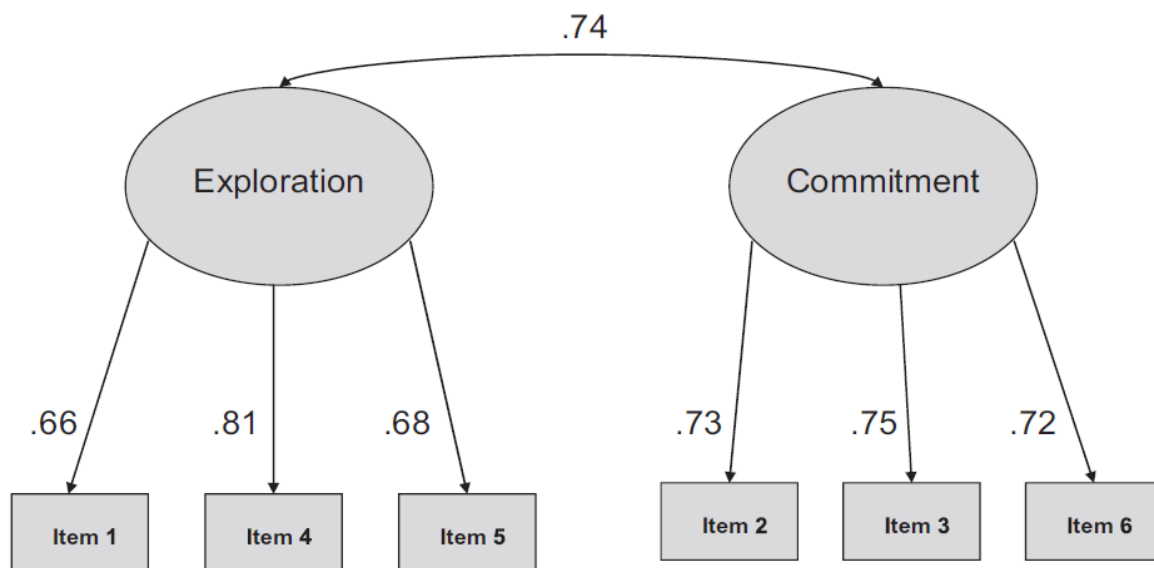 .74
Exploration
Commitment
.66
.81
.68
.73
.75
.72
Item 1
Item 4
Item 5
Item 2
Item 3
Item 6